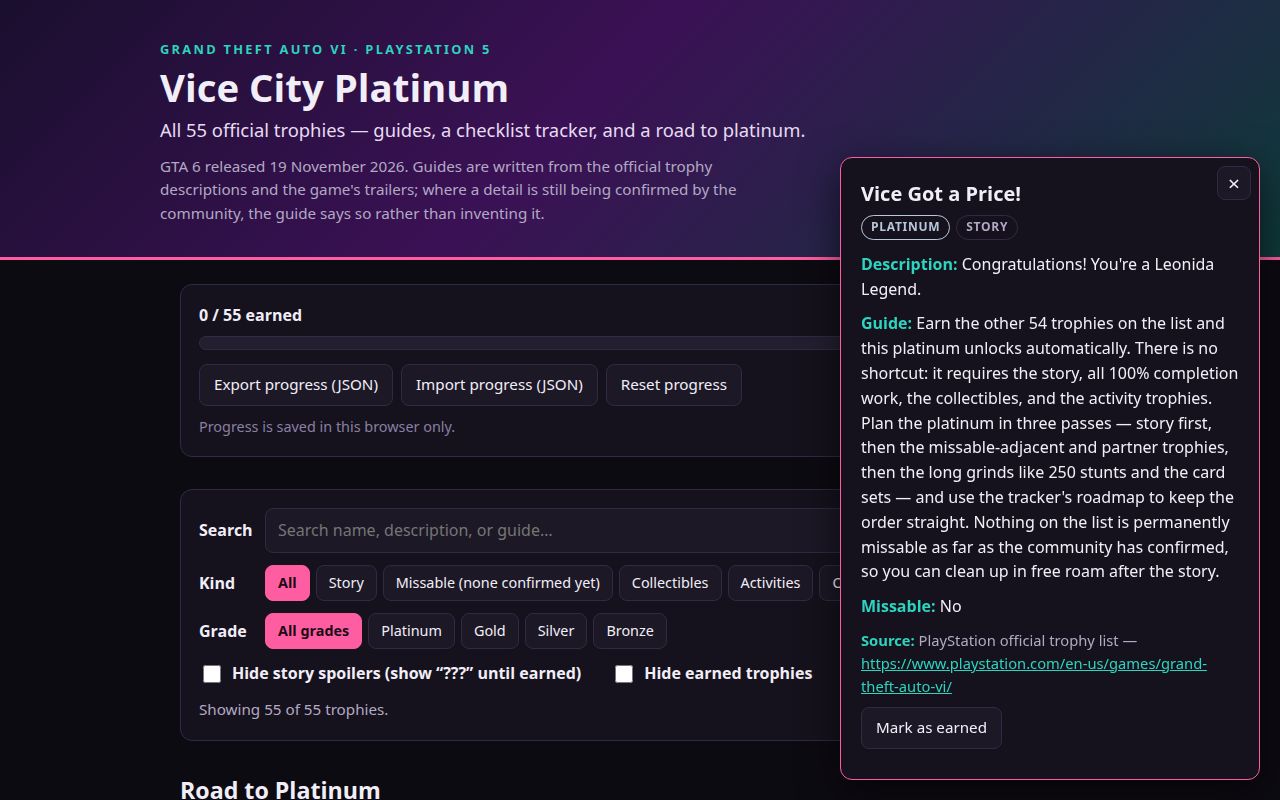 GRAND THEFT AUTO VI · PLAYSTATION 5
Vice City Platinum
All 55 official trophies — guides, a checklist tracker, and a road to platinum.
GTA 6 released 19 November 2026. Guides are written from the official trophy
descriptions and the game's trailers; where a detail is still being confirmed by the
community, the guide says so rather than inventing it.
0 / 55 earned
Export progress (JSON)
Import progress (JSON)
Reset progress
Progress is saved in this browser only.
Search
Search name, description, or guide…
Kind
All
Story
Missable (none confirmed yet)
Collectibles
Activities
Grade
All grades
Platinum
Gold
Silver
Bronze
Hide story spoilers (show “???” until earned)
Hide earned trophies
Showing 55 of 55 trophies.
Road to Platinum
Vice Got a Price!
✕
PLATINUM
STORY
Description: Congratulations! You're a Leonida
Legend.
Guide: Earn the other 54 trophies on the list and
this platinum unlocks automatically. There is no
shortcut: it requires the story, all 100% completion
work, the collectibles, and the activity trophies.
Plan the platinum in three passes — story first,
then the missable-adjacent and partner trophies,
then the long grinds like 250 stunts and the card
sets — and use the tracker's roadmap to keep the
order straight. Nothing on the list is permanently
missable as far as the community has confirmed,
so you can clean up in free roam after the story.
Missable: No
Source: PlayStation official trophy list —
https://www.playstation.com/en-us/games/grand-
theft-auto-vi/
Mark as earned